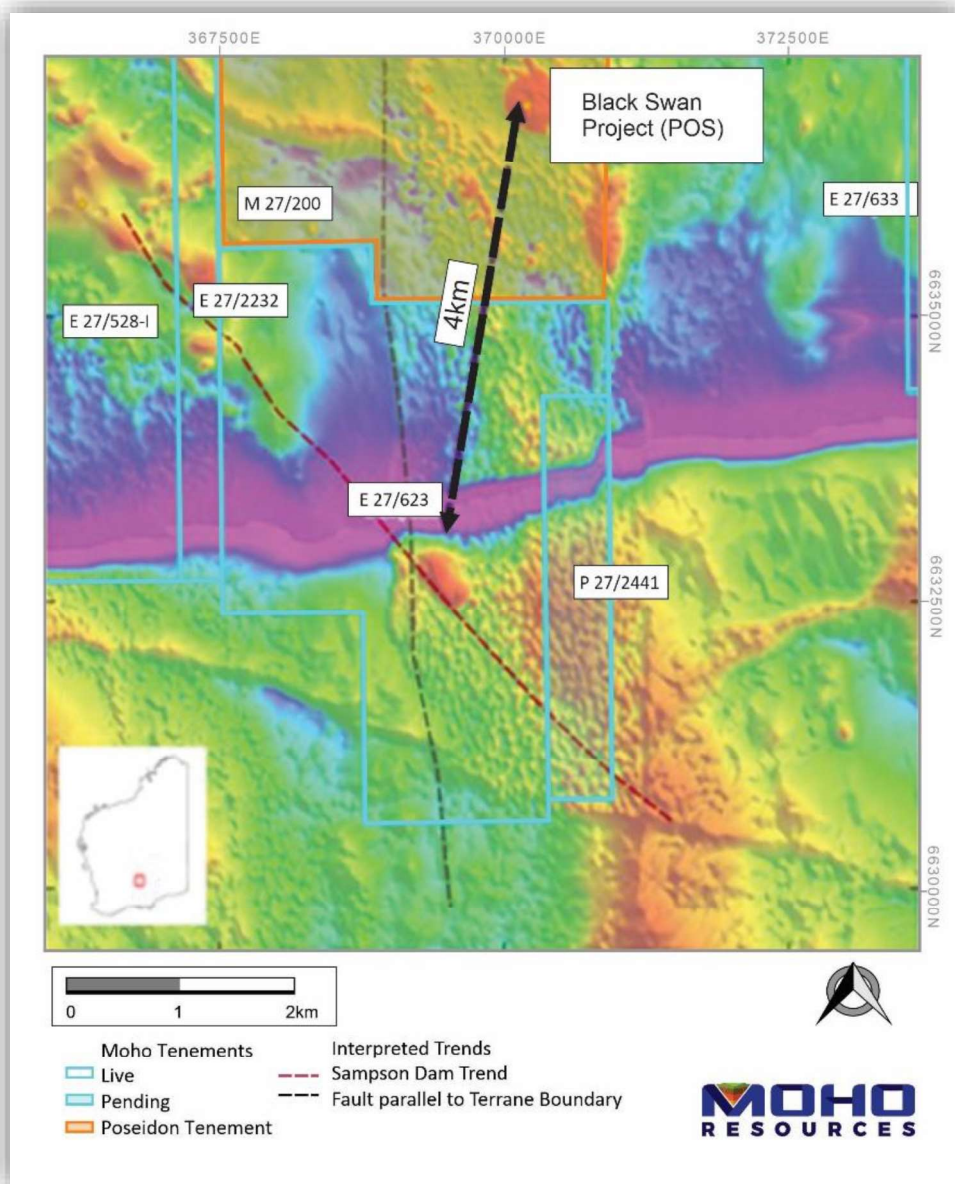 367500E
370000E
372500E
Black Swan
Project (POS)
M 27/200
E 27/633
E 27/2232
E 27/528-I
4km
6635000N
E 27/623
P 27/2441
6632500N
6630000N
0
1
2km
Moho Tenements
Live
Pending
Poseidon Tenement
Interpreted Trends
Sampson Dam Trend
Fault parallel to Terrane Boundary
MOHO
RESOURCES